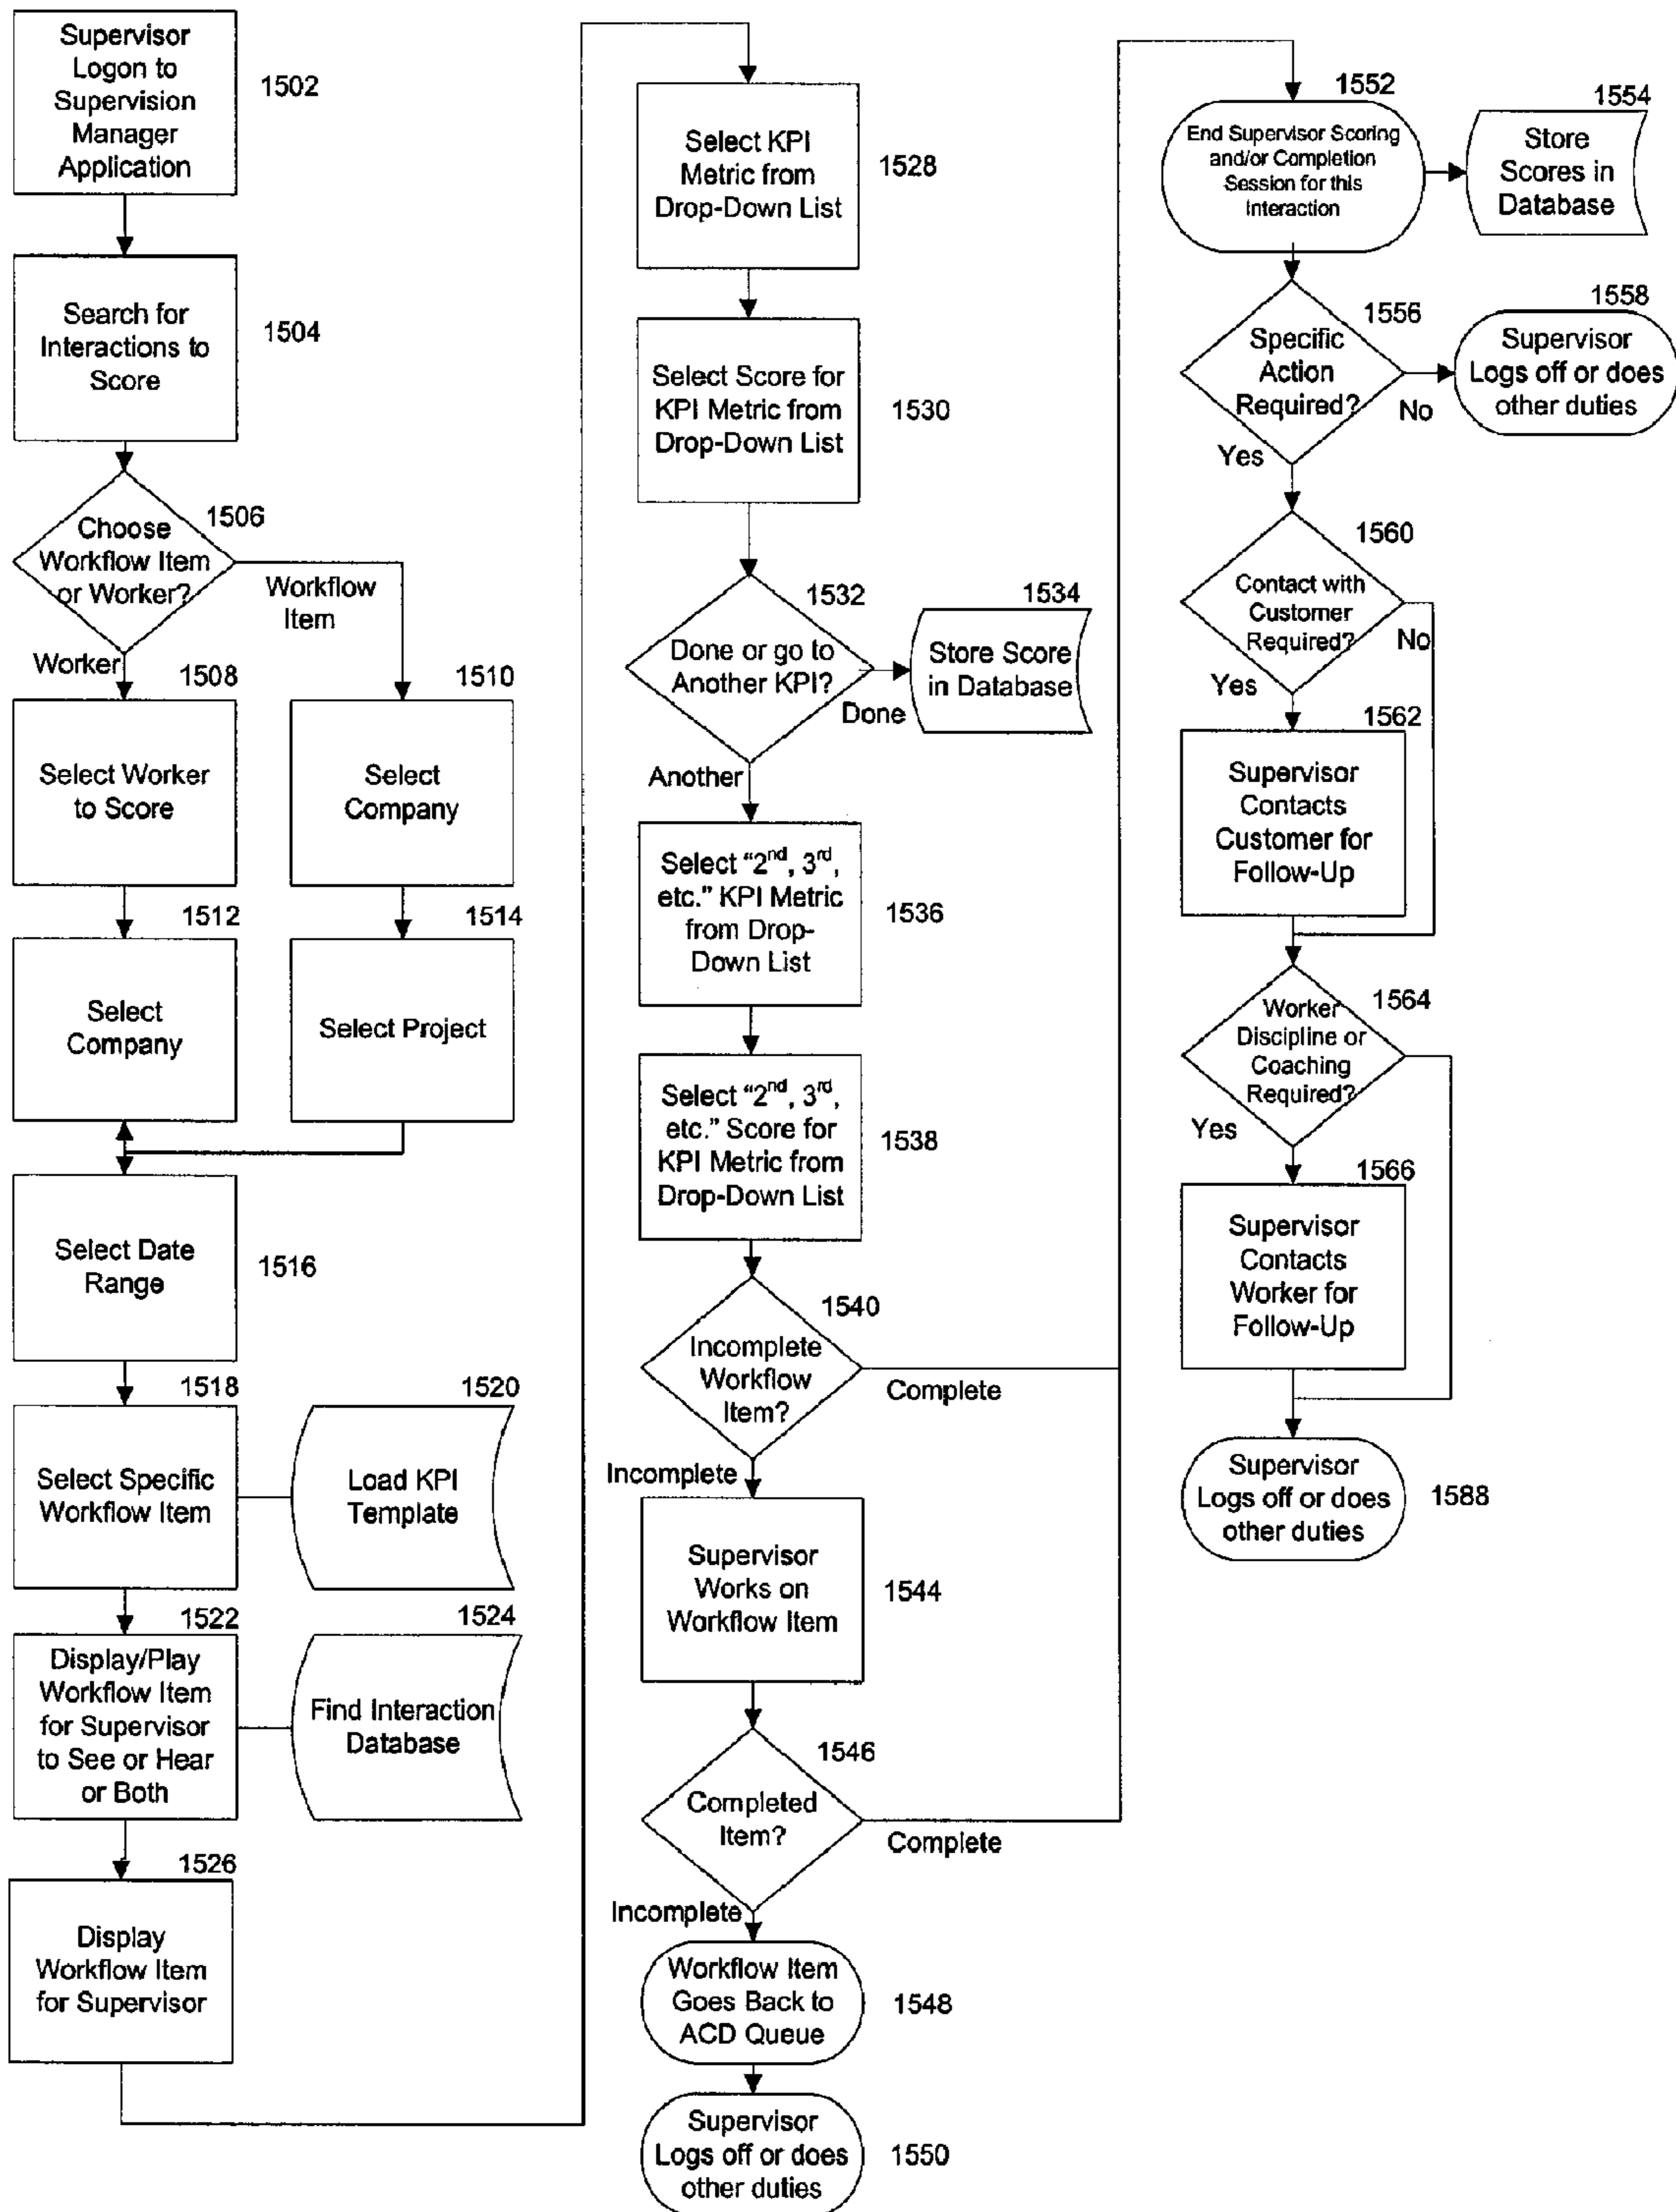 Supervisor
Logon to
Supervision
Manager
Application
1502
Search for
Interactions to
Score
1504
Choose
Workflow Item
or Worker?
1506
Workflow
Item
Worker
1508
Select Worker
to Score
1510
Select
Company
1512
Select
Company
1514
Select Project
Select Date
Range
1516
1518
Select Specific
Workflow Item
1520
Load KPI
Template
1522
Display/Play
Workflow Item
for Supervisor
to See or Hear
or Both
1524
Find Interaction
Database
1526
Display
Workflow Item
for Supervisor
Select KPI
Metric from
Drop-Down List
1528
Select Score for
KPI Metric from
Drop-Down List
1530
1532
Done or go to
Another KPI?
Done
1534
Store Score
in Database
Another
Select “2nd, 3rd,
etc.” KPI Metric
from Drop-
Down List
1536
Select “2nd, 3rd,
etc.” Score for
KPI Metric from
Drop-Down List
1538
1540
Incomplete
Workflow
Item?
Complete
Incomplete
Supervisor
Works on
Workflow Item
1544
1546
Completed
Item?
Complete
Incomplete
Workflow Item
Goes Back to
ACD Queue
1548
Supervisor
Logs off or does
other duties
1550
1552
End Supervisor Scoring
and/or Completion
Session for this
Interaction
1554
Store
Scores in
Database
1556
Specific
Action
Required?
No
Yes
1558
Supervisor
Logs off or does
other duties
1560
Contact with
Customer
Required?
No
Yes
1562
Supervisor
Contacts
Customer for
Follow-Up
1564
Worker
Discipline or
Coaching
Required?
Yes
1566
Supervisor
Contacts
Worker for
Follow-Up
Supervisor
Logs off or does
other duties
1588